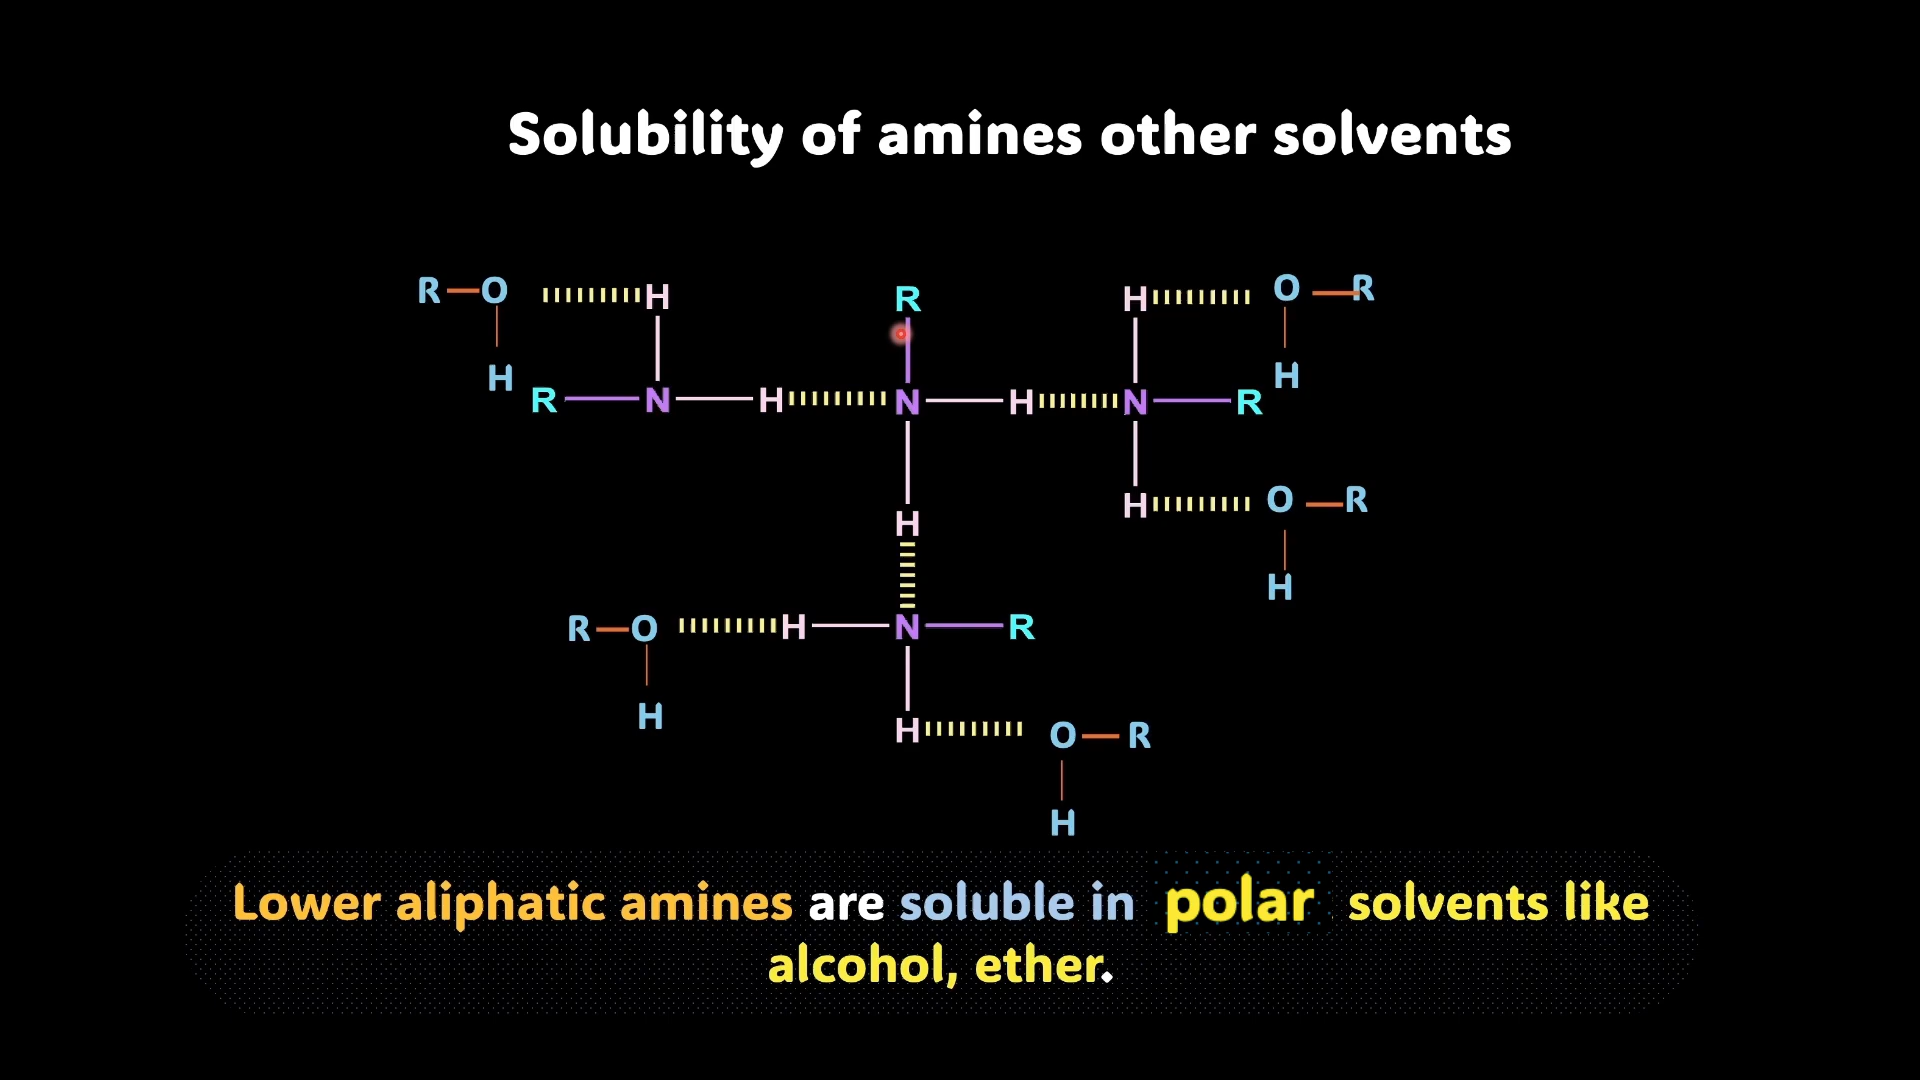 Solubility of amines other solvents
R O H H O R
R
H H
R N H N H N R
H H O R
H
R O H N R
H
H O R
H
Lower aliphatic amines are soluble in polar solvents like
alcohol, ether.